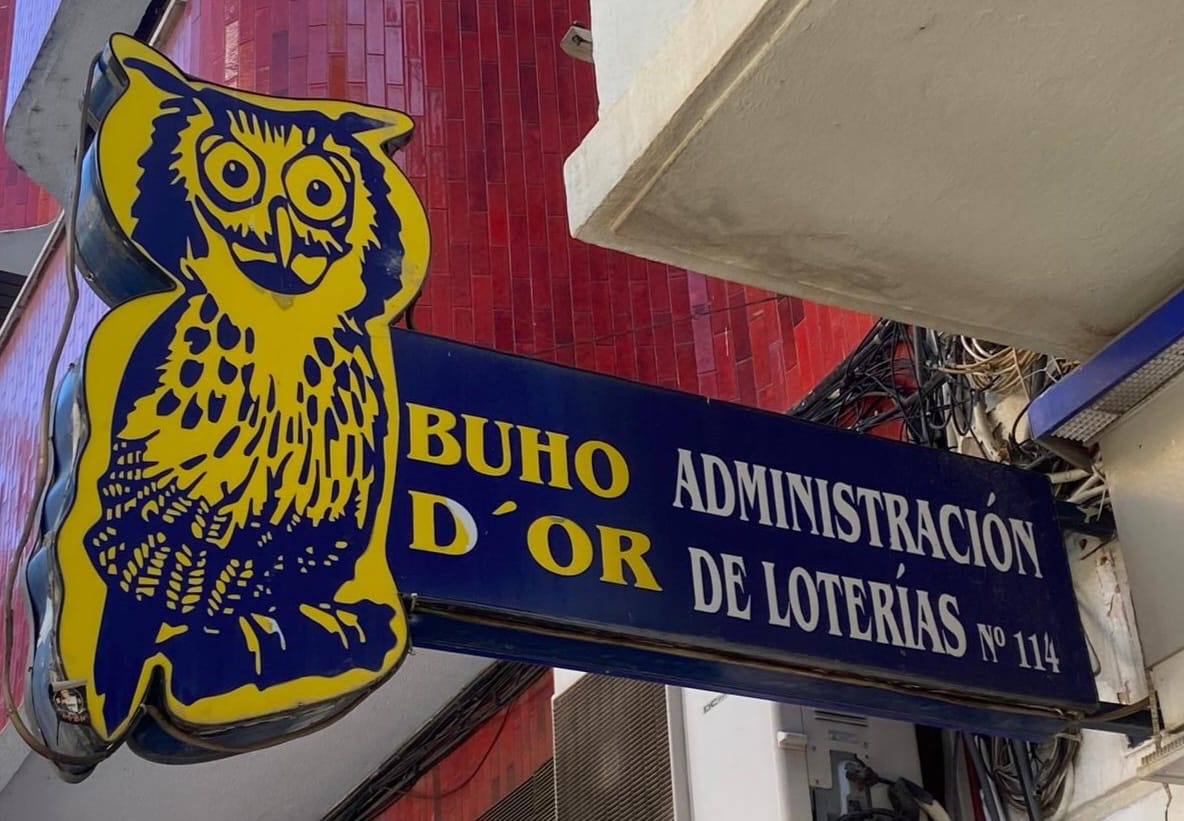 BUHO
D´OR
ADMINISTRACIÓN
DE LOTERÍAS Nº 114